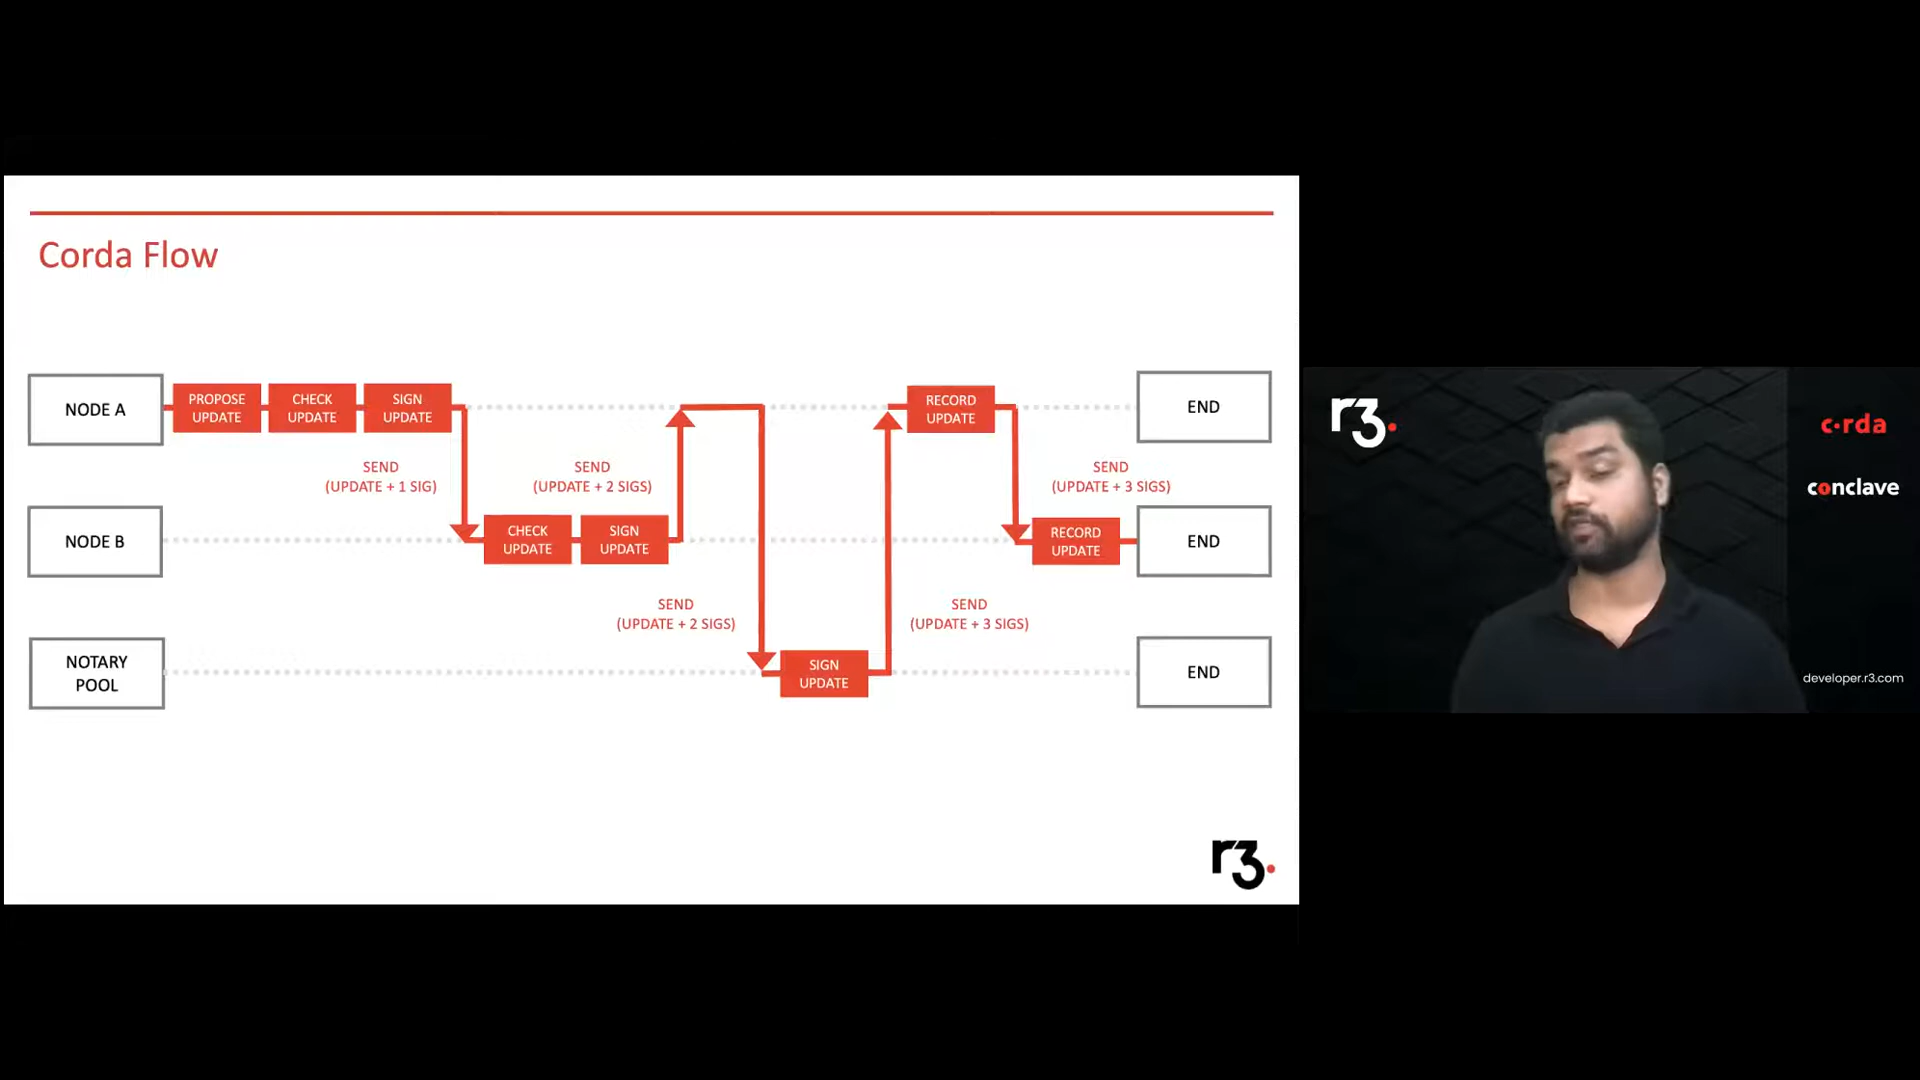 Corda Flow
NODE A
PROPOSE
UPDATE
CHECK
UPDATE
SIGN
UPDATE
RECORD
UPDATE
END
SEND
(UPDATE + 1 SIG)
SEND
(UPDATE + 2 SIGS)
SEND
(UPDATE + 3 SIGS)
NODE B
CHECK
UPDATE
SIGN
UPDATE
RECORD
UPDATE
END
SEND
(UPDATE + 2 SIGS)
SEND
(UPDATE + 3 SIGS)
NOTARY
POOL
SIGN
UPDATE
END
r3.
r3.
c·rda
conclave
developer.r3.com